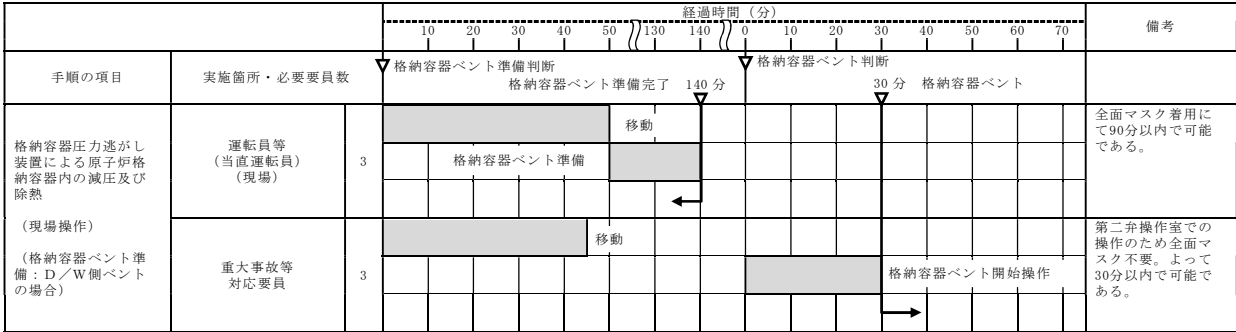 経過時間（分）
備考
10 20 30 40 50 130 140 0 10 20 30 40 50 60 70
手順の項目
実施箇所・必要要員数
格納容器ベント準備判断
格納容器ベント準備完了 140 分
格納容器ベント判断
30 分 格納容器ベント
格納容器圧力逃がし
装置による原子炉格
納容器内の減圧及び
除熱
（現場操作）
（格納容器ベント準
備：Ｄ／Ｗ側ベント
の場合）
運転員等
（当直運転員）
（現場）
3
移動
格納容器ベント準備
全面マスク着用に
て90分以内で可能
である。
重大事故等
対応要員
3
移動
格納容器ベント開始操作
第二弁操作室での
操作のため全面マ
スク不要。よって
30分以内で可能で
ある。